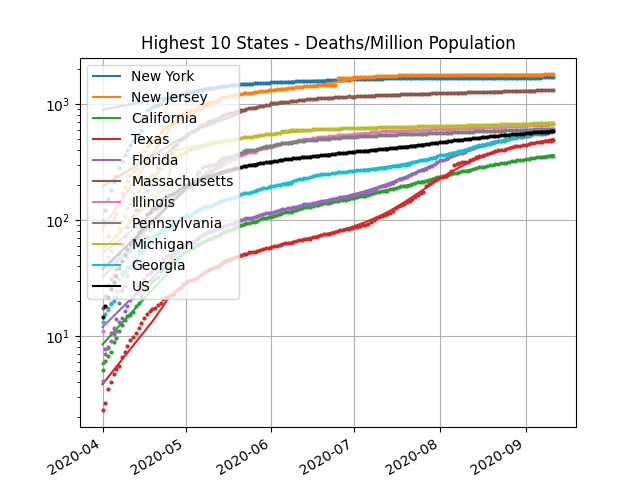 Highest 10 States - Deaths/Million Population
New York
New Jersey
California
Texas
Florida
Massachusetts
Illinois
Pennsylvania
Michigan
Georgia
US
10³
10²
10¹
2020-04
2020-05
2020-06
2020-07
2020-08
2020-09